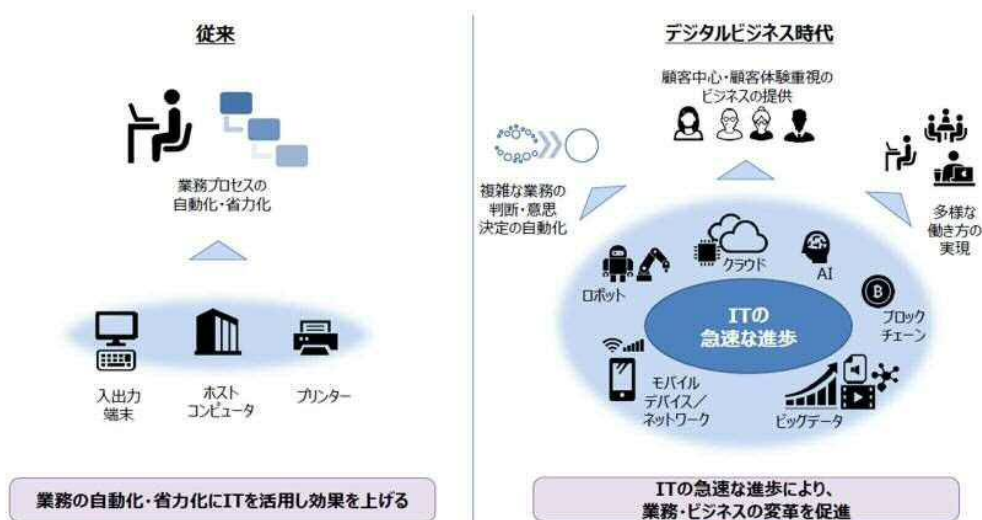 従来
業務プロセスの
自動化・省力化
入出力
端末
ホスト
コンピュータ
プリンター
業務の自動化・省力化にITを活用し効果を上げる
デジタルビジネス時代
顧客中心・顧客体験重視の
ビジネスの提供
複雑な業務の
判断・意思
決定の自動化
多様な
働き方の
実現
クラウド
AI
ロボット
ブロック
チェーン
ITの
急速な進歩
モバイル
デバイス／
ネットワーク
ビッグデータ
ITの急速な進歩により、
業務・ビジネスの変革を促進